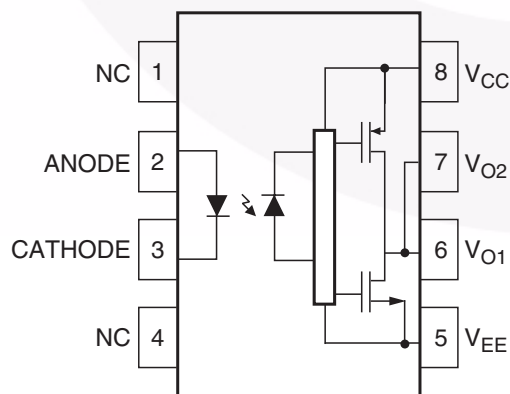 NC 1
ANODE 2
CATHODE 3
NC 4
8 VCC
7 VO2
6 VO1
5 VEE